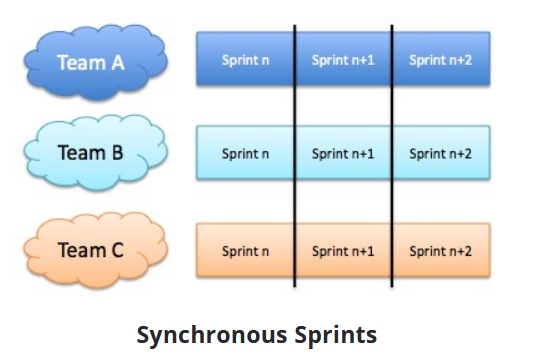 Team A Sprint n Sprint n+1 Sprint n+2
Team B Sprint n Sprint n+1 Sprint n+2
Team C Sprint n Sprint n+1 Sprint n+2
Synchronous Sprints